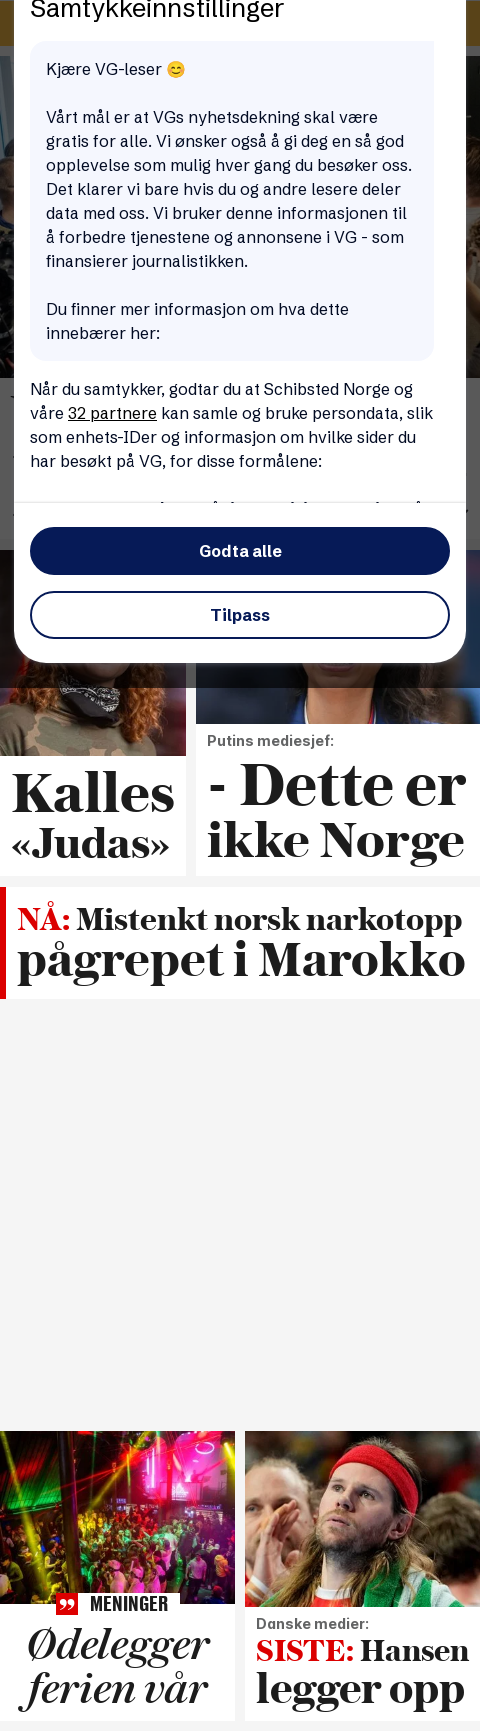 Samtykkeinnstillinger
Kjære VG-leser 😊
Vårt mål er at VGs nyhetsdekning skal være
gratis for alle. Vi ønsker også å gi deg en så god
opplevelse som mulig hver gang du besøker oss.
Det klarer vi bare hvis du og andre lesere deler
data med oss. Vi bruker denne informasjonen til
å forbedre tjenestene og annonsene i VG - som
finansierer journalistikken.
Du finner mer informasjon om hva dette
innebærer her:
Når du samtykker, godtar du at Schibsted Norge og
våre 32 partnere kan samle og bruke persondata, slik
som enhets-IDer og informasjon om hvilke sider du
har besøkt på VG, for disse formålene:
Godta alle
Tilpass
Kalles
«Judas»
Putins mediesjef:
- Dette er
ikke Norge
NÅ: Mistenkt norsk narkotopp
pågrepet i Marokko
MENINGER
Ødelegger
ferien vår
Danske medier:
SISTE: Hansen
legger opp